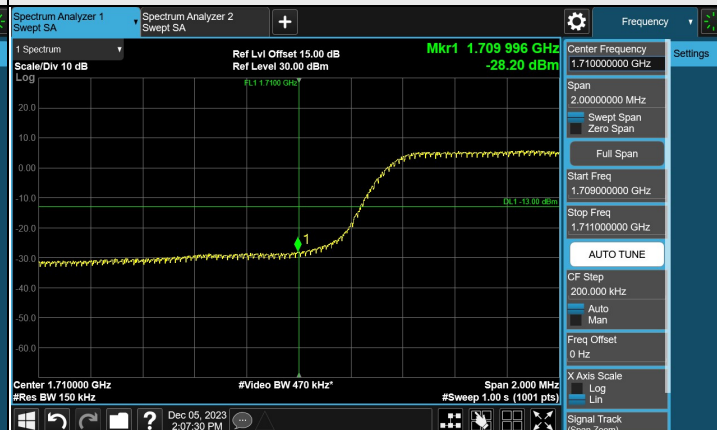 Spectrum Analyzer 1
Swept SA
Spectrum Analyzer 2
Swept SA
+
Frequency
1 Spectrum
Scale/Div 10 dB
Ref Lvl Offset 15.00 dB
Ref Level 30.00 dBm
Mkr1 1.709 996 GHz
-28.20 dBm
Log
FL1 1.7100 GHz
20.0
10.0
0.00
-10.0
DL1 -13.00 dBm
-20.0
1
-30.0
-40.0
-50.0
-60.0
Center 1.710000 GHz
#Video BW 470 kHz*
Span 2.000 MHz
#Res BW 150 kHz
#Sweep 1.00 s (1001 pts)
?
Dec 05, 2023
2:07:30 PM
Center Frequency
1.710000000 GHz
Settings
Span
2.00000000 MHz
Swept Span
Zero Span
Full Span
Start Freq
1.709000000 GHz
Stop Freq
1.711000000 GHz
AUTO TUNE
CF Step
200.000 kHz
Auto
Man
Freq Offset
0 Hz
X Axis Scale
Log
Lin
Signal Track
(Span Zoom)